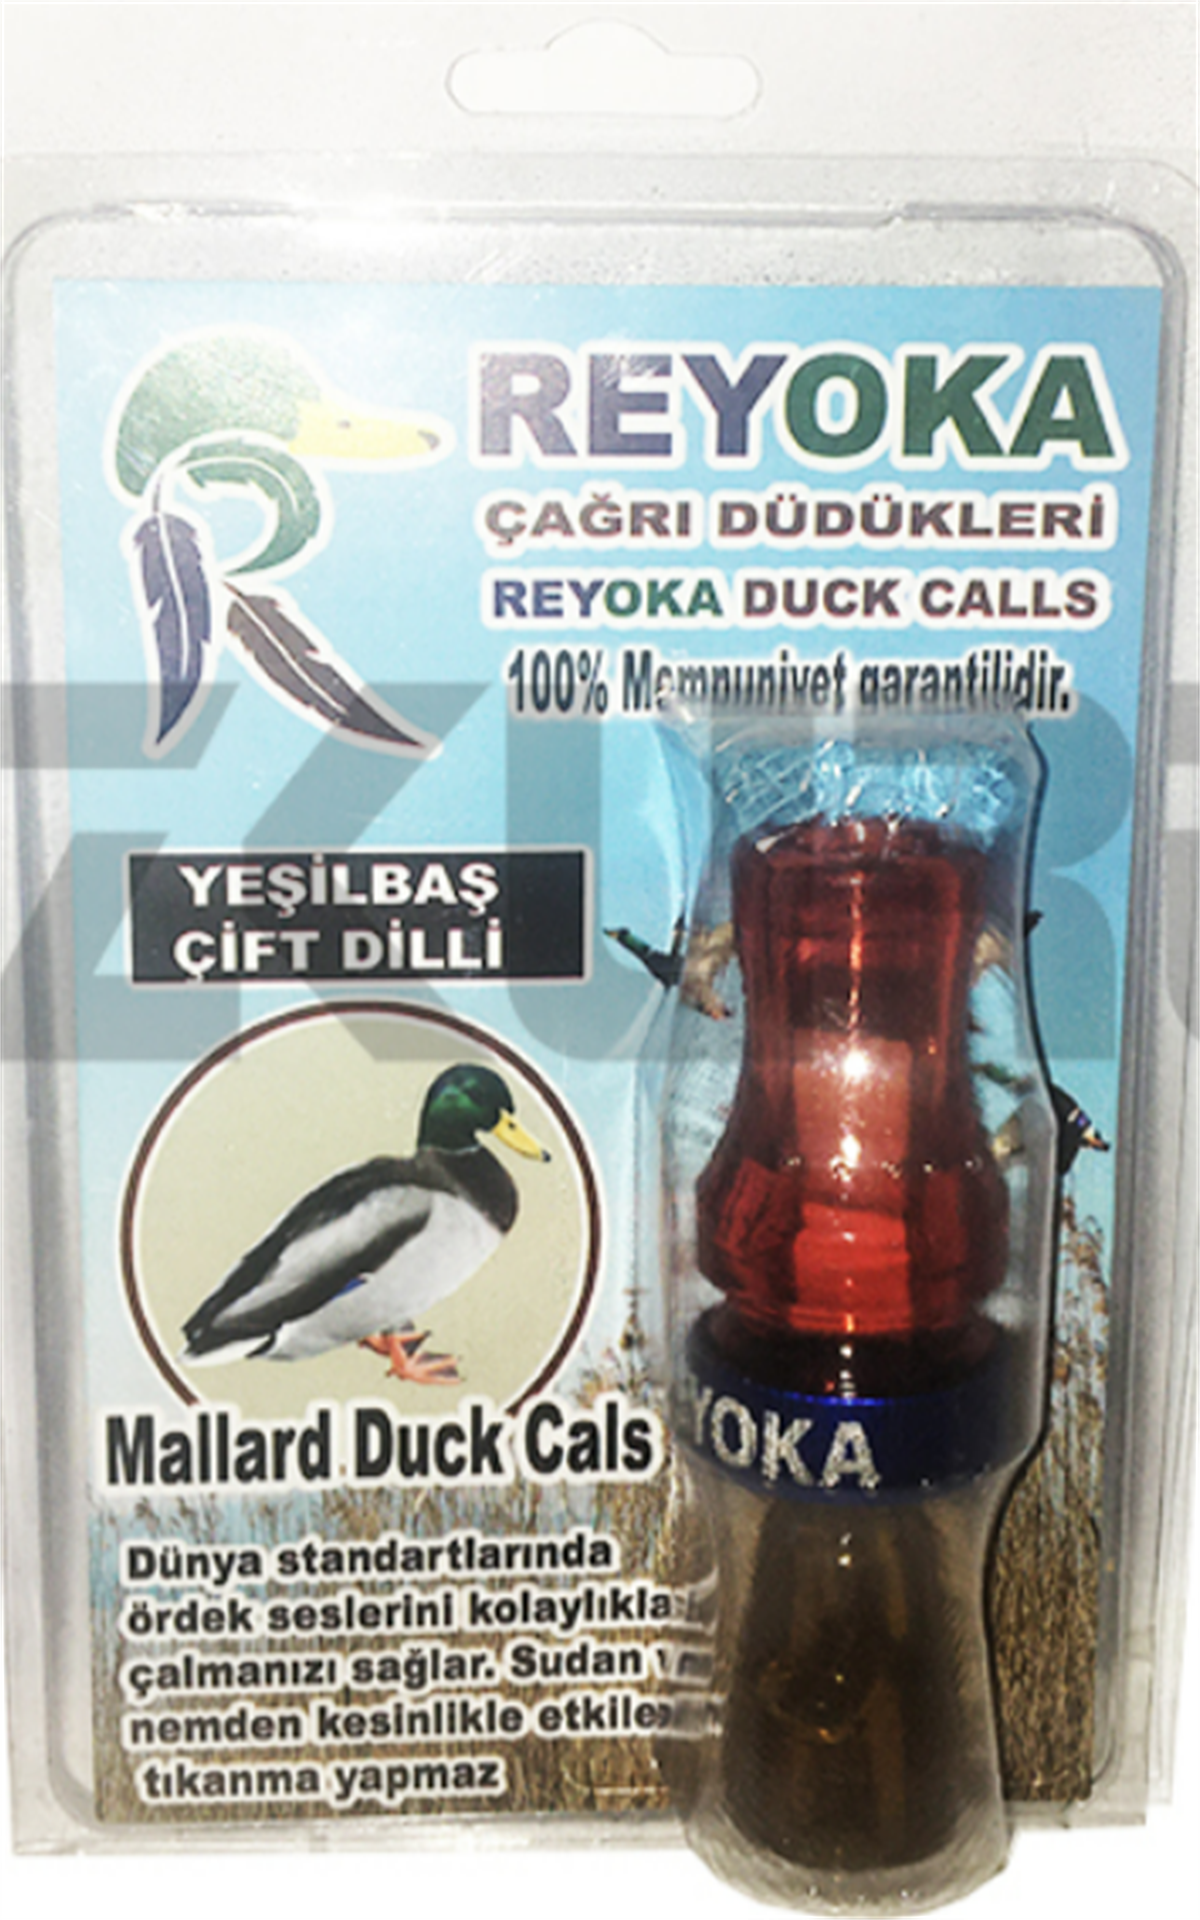 REYOKA
ÇAĞRI DÜDÜKLERİ
REYOKA DUCK CALLS
100% Memnuniyet garantilidir.
YEŞİLBAŞ
ÇİFT DİLLİ
YOKA
Mallard Duck Cals
Dünya standartlarında
ördek seslerini kolaylıkla
çalmanızı sağlar. Sudan
nemden kesinlikle
tıkanma yapmaz